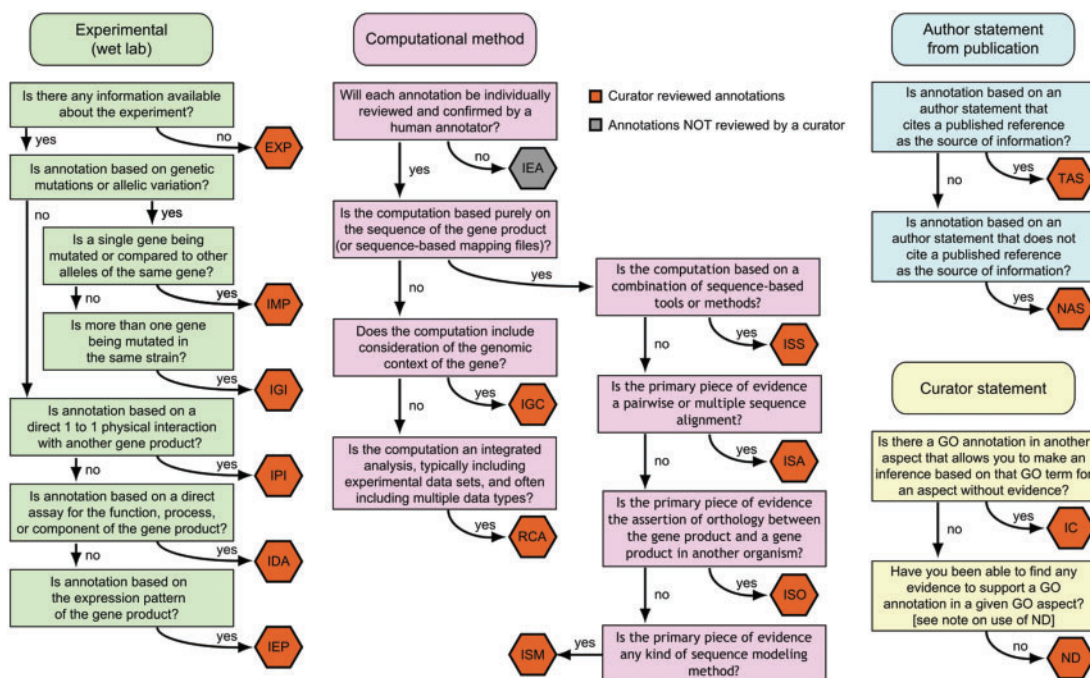 Experimental
(wet lab)
Is there any information available
about the experiment?
yes
no
EXP
Is annotation based on genetic
mutations or allelic variation?
no
yes
Is a single gene being
mutated or compared to other
alleles of the same gene?
no
yes
IMP
Is more than one gene
being mutated in
the same strain?
yes
IGI
Is annotation based on a
direct 1 to 1 physical interaction
with another gene product?
no
yes
IPI
Is annotation based on a direct
assay for the function, process,
or component of the gene product?
no
yes
IDA
Is annotation based on
the expression pattern
of the gene product?
yes
IEP
Computational method
Will each annotation be individually
reviewed and confirmed by a
human annotator?
yes
no
IEA
Is the computation based purely on
the sequence of the gene product
(or sequence-based mapping files)?
no
yes
Does the computation include
consideration of the genomic
context of the gene?
no
yes
IGC
Is the computation an integrated
analysis, typically including
experimental data sets, and often
including multiple data types?
yes
RCA
Curator reviewed annotations
Annotations NOT reviewed by a curator
Is the computation based on a
combination of sequence-based
tools or methods?
no
yes
ISS
Is the primary piece of evidence
a pairwise or multiple sequence
alignment?
no
yes
ISA
Is the primary piece of evidence
the assertion of orthology between
the gene product and a gene
product in another organism?
no
yes
ISO
Is the primary piece of evidence
any kind of sequence modeling
method?
yes
ISM
Author statement
from publication
Is annotation based on an
author statement that
cites a published reference
as the source of information?
no
yes
TAS
Is annotation based on an
author statement that does not
cite a published reference
as the source of information?
yes
NAS
Curator statement
Is there a GO annotation in another
aspect that allows you to make an
inference based on that GO term for
an aspect without evidence?
no
yes
IC
Have you been able to find any
evidence to support a GO
annotation in a given GO aspect?
[see note on use of ND]
no
ND